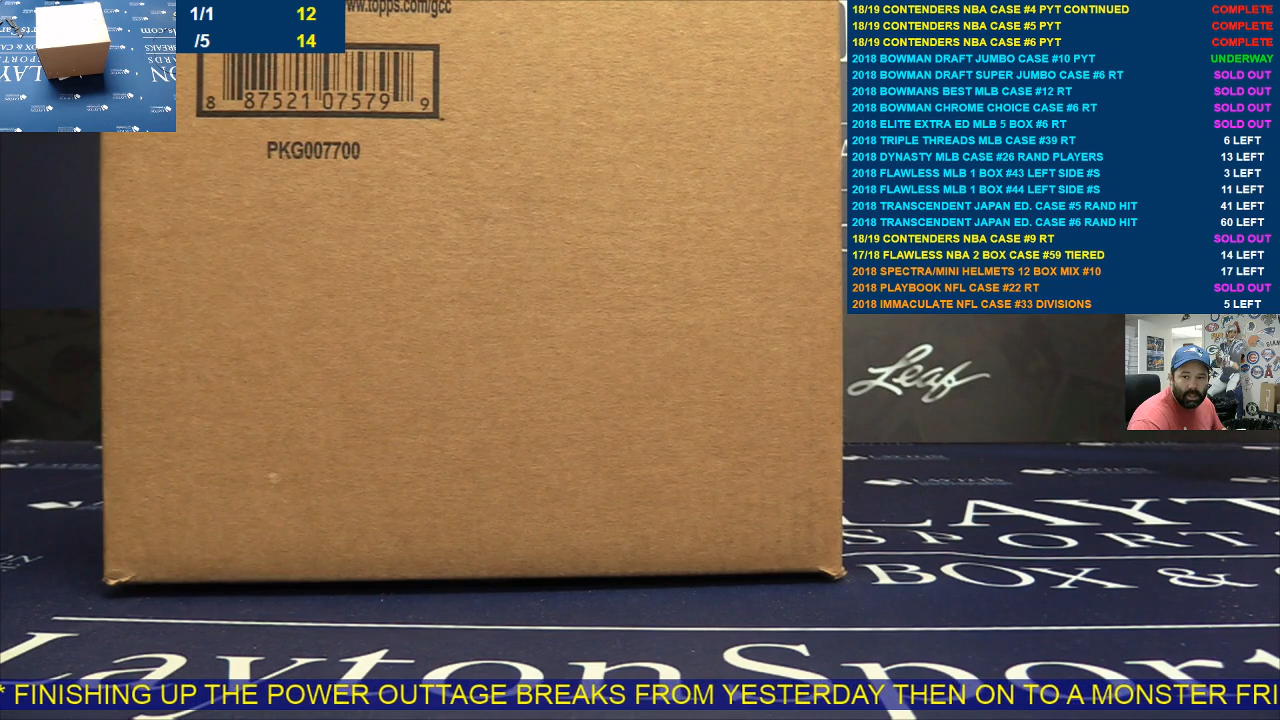 1/1 12
/5 14
www.topps.com/gcc
8 87521 07579 9
PKG007700
18/19 CONTENDERS NBA CASE #4 PYT CONTINUED COMPLETE
18/19 CONTENDERS NBA CASE #5 PYT COMPLETE
18/19 CONTENDERS NBA CASE #6 PYT COMPLETE
2018 BOWMAN DRAFT JUMBO CASE #10 PYT UNDERWAY
2018 BOWMAN DRAFT SUPER JUMBO CASE #6 RT SOLD OUT
2018 BOWMANS BEST MLB CASE #12 RT SOLD OUT
2018 BOWMAN CHROME CHOICE CASE #6 RT SOLD OUT
2018 ELITE EXTRA ED MLB 5 BOX #6 RT SOLD OUT
2018 TRIPLE THREADS MLB CASE #39 RT 6 LEFT
2018 DYNASTY MLB CASE #26 RAND PLAYERS 13 LEFT
2018 FLAWLESS MLB 1 BOX #43 LEFT SIDE #S 3 LEFT
2018 FLAWLESS MLB 1 BOX #44 LEFT SIDE #S 11 LEFT
2018 TRANSCENDENT JAPAN ED. CASE #5 RAND HIT 41 LEFT
2018 TRANSCENDENT JAPAN ED. CASE #6 RAND HIT 60 LEFT
18/19 CONTENDERS NBA CASE #9 RT SOLD OUT
17/18 FLAWLESS NBA 2 BOX CASE #59 TIERED 14 LEFT
2018 SPECTRA/MINI HELMETS 12 BOX MIX #10 17 LEFT
2018 PLAYBOOK NFL CASE #22 RT SOLD OUT
2018 IMMACULATE NFL CASE #33 DIVISIONS 5 LEFT
Leaf
LAYT
SPORT
BOX &
LaytonSport
* FINISHING UP THE POWER OUTTAGE BREAKS FROM YESTERDAY THEN ON TO A MONSTER FRI